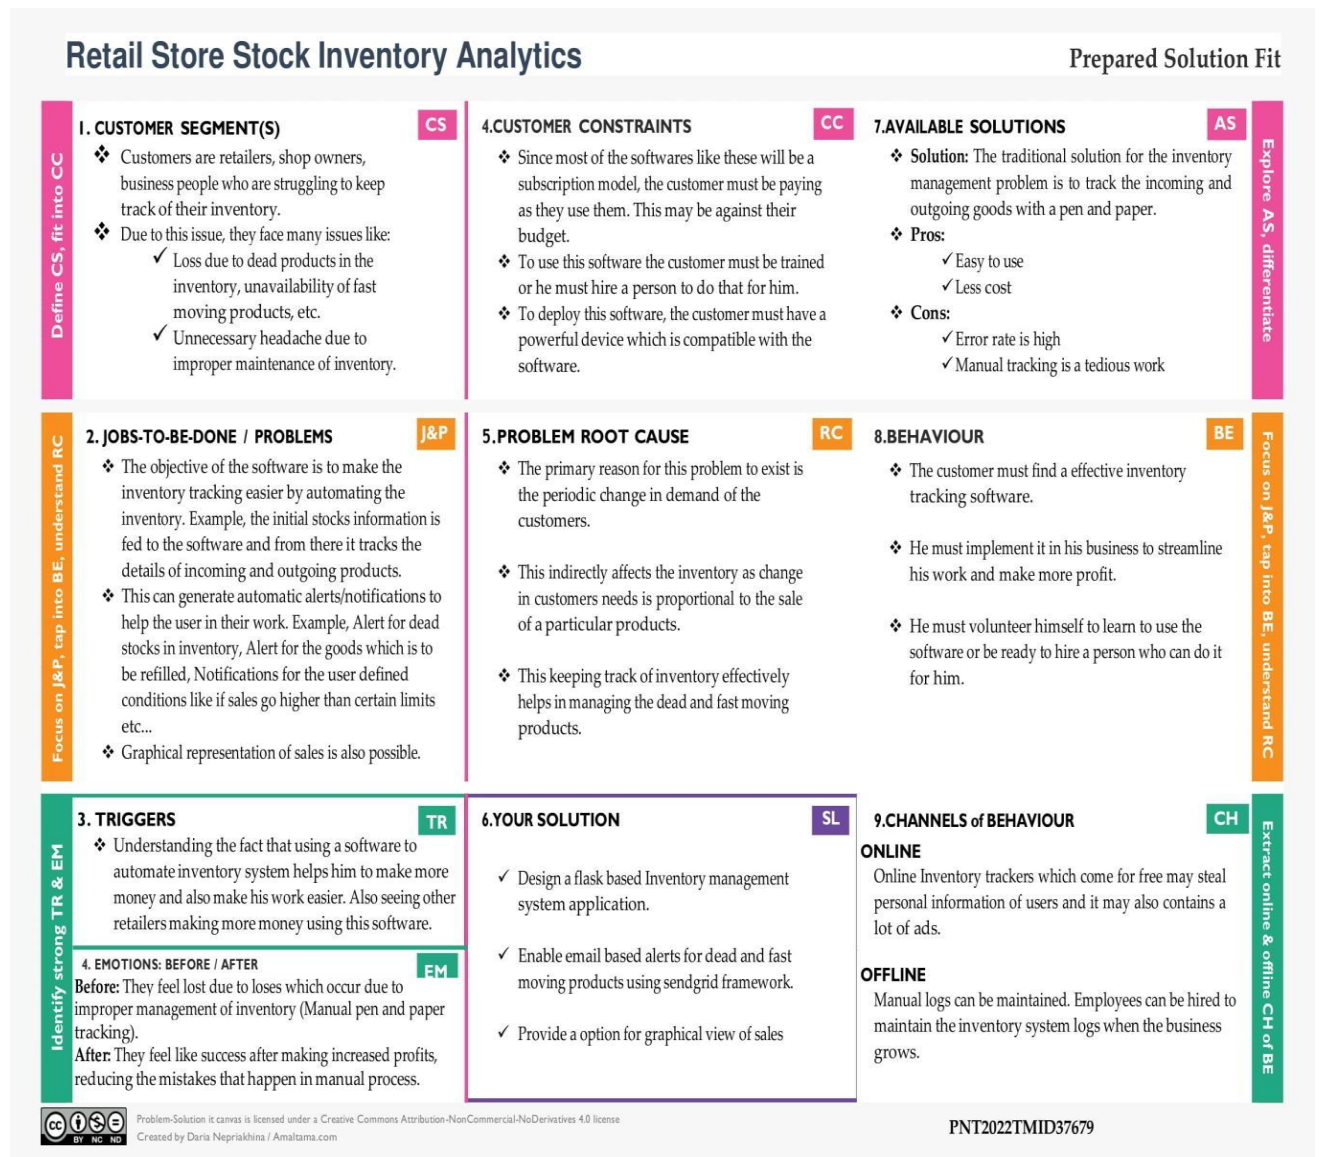 Retail Store Stock Inventory Analytics
Prepared Solution Fit
Define CS, fit into CC
1. CUSTOMER SEGMENT(S)
CS
❖ Customers are retailers, shop owners,
business people who are struggling to keep
track of their inventory.
❖ Due to this issue, they face many issues like:
✓ Loss due to dead products in the
inventory, unavailability of fast
moving products, etc.
✓ Unnecessary headache due to
improper maintenance of inventory.
4.CUSTOMER CONSTRAINTS
CC
❖ Since most of the softwares like these will be a
subscription model, the customer must be paying
as they use them. This may be against their
budget.
❖ To use this software the customer must be trained
or he must hire a person to do that for him.
❖ To deploy this software, the customer must have a
powerful device which is compatible with the
software.
7.AVAILABLE SOLUTIONS
AS
❖ Solution: The traditional solution for the inventory
management problem is to track the incoming and
outgoing goods with a pen and paper.
❖ Pros:
✓Easy to use
✓Less cost
❖ Cons:
✓Error rate is high
✓Manual tracking is a tedious work
Explore AS, differentiate
Focus on J&P, tap into BE, understand RC
2. JOBS-TO-BE-DONE / PROBLEMS
J&P
❖ The objective of the software is to make the
inventory tracking easier by automating the
inventory. Example, the initial stocks information is
fed to the software and from there it tracks the
details of incoming and outgoing products.
❖ This can generate automatic alerts/notifications to
help the user in their work. Example, Alert for dead
stocks in inventory, Alert for the goods which is to
be refilled, Notifications for the user defined
conditions like if sales go higher than certain limits
etc...
❖ Graphical representation of sales is also possible.
5.PROBLEM ROOT CAUSE
RC
❖ The primary reason for this problem to exist is
the periodic change in demand of the
customers.
❖ This indirectly affects the inventory as change
in customers needs is proportional to the sale
of a particular products.
❖ This keeping track of inventory effectively
helps in managing the dead and fast moving
products.
8.BEHAVIOUR
BE
❖ The customer must find a effective inventory
tracking software.
❖ He must implement it in his business to streamline
his work and make more profit.
❖ He must volunteer himself to learn to use the
software or be ready to hire a person who can do it
for him.
Focus on J&P, tap into BE, understand RC
Identify strong TR & EM
3. TRIGGERS
TR
❖ Understanding the fact that using a software to
automate inventory system helps him to make more
money and also make his work easier. Also seeing other
retailers making more money using this software.
4. EMOTIONS: BEFORE / AFTER
EM
Before: They feel lost due to loses which occur due to
improper management of inventory (Manual pen and paper
tracking).
After: They feel like success after making increased profits,
reducing the mistakes that happen in manual process.
6.YOUR SOLUTION
SL
✓ Design a flask based Inventory management
system application.
✓ Enable email based alerts for dead and fast
moving products using sendgrid framework.
✓ Provide a option for graphical view of sales
9.CHANNELS of BEHAVIOUR
CH
ONLINE
Online Inventory trackers which come for free may steal
personal information of users and it may also contains a
lot of ads.
OFFLINE
Manual logs can be maintained. Employees can be hired to
maintain the inventory system logs when the business
grows.
Extract online & offline CH of BE
cc BY NC ND
Problem-Solution it canvas is licensed under a Creative Commons Attribution-NonCommercial-NoDerivatives 4.0 license
Created by Daria Nepriakhina / Amaltama.com
PNT2022TMID37679